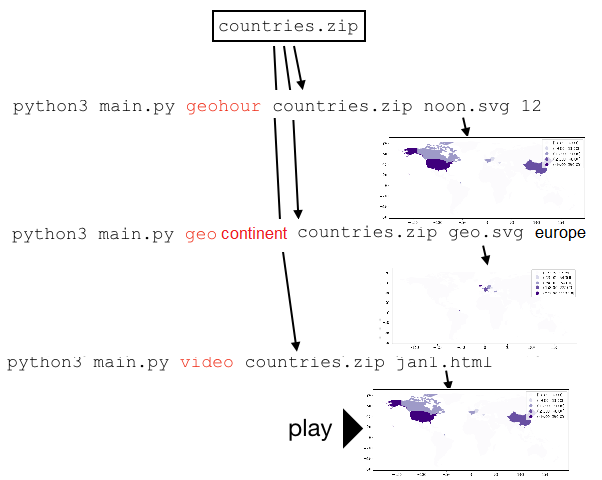 countries.zip
python3 main.py geohour countries.zip noon.svg 12
python3 main.py geo continent countries.zip geo.svg europe
python3 main.py video countries.zip jan1.html
play